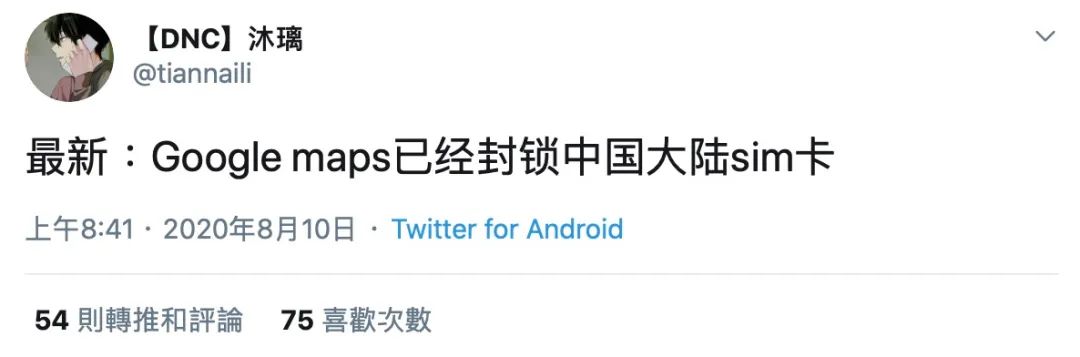 【DNC】沐璃
@tiannaili
最新：Google maps已经封锁中国大陆sim卡
上午8:41 · 2020年8月10日 · Twitter for Android
54 則轉推和評論 75 喜歡次數